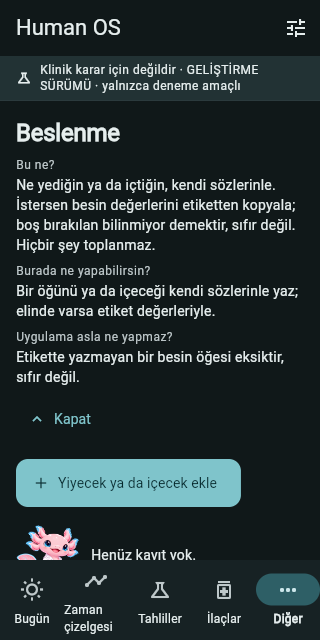 Human OS
Klinik karar için değildir · GELİŞTİRME
SÜRÜMÜ · yalnızca deneme amaçlı
Beslenme
Bu ne?
Ne yediğin ya da içtiğin, kendi sözlerinle.
İstersen besin değerlerini etiketten kopyala;
boş bırakılan bilinmiyor demektir, sıfır değil.
Hiçbir şey toplanmaz.
Burada ne yapabilirsin?
Bir öğünü ya da içeceği kendi sözlerinle yaz;
elinde varsa etiket değerleriyle.
Uygulama asla ne yapmaz?
Etikette yazmayan bir besin öğesi eksiktir,
sıfır değil.
Kapat
Yiyecek ya da içecek ekle
Henüz kayıt yok.
Bugün
Zaman
çizelgesi
Tahliller
İlaçlar
Diğer